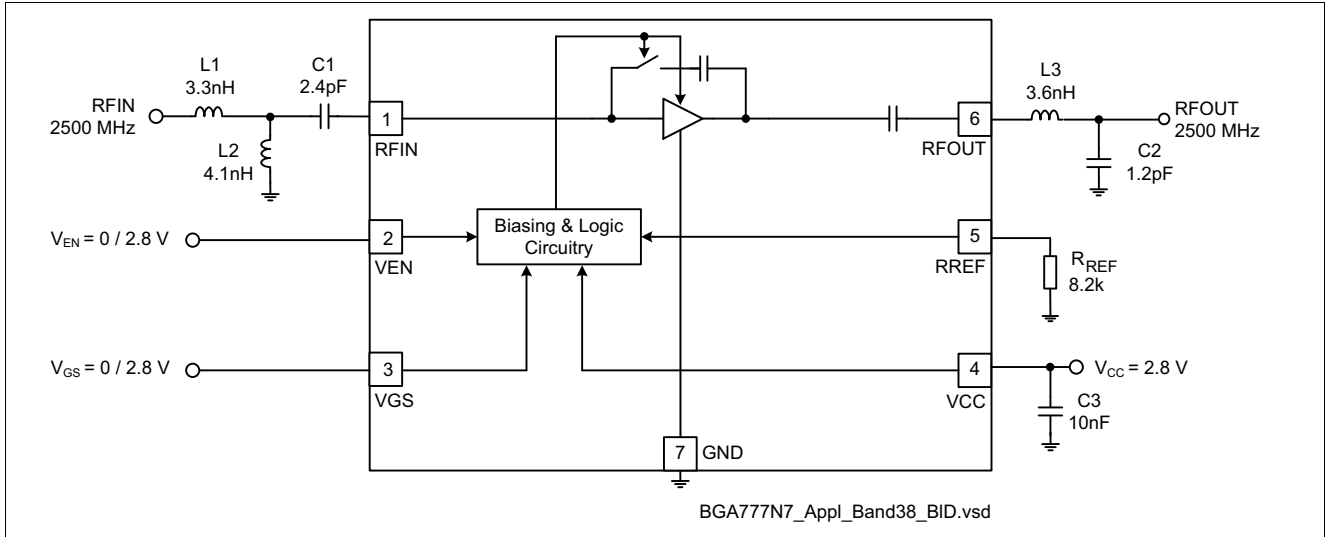 L1
3.3nH
C1
2.4pF
RFIN
2500 MHz
L2
4.1nH
1
RFIN
6
RFOUT
L3
3.6nH
RFOUT
2500 MHz
C2
1.2pF
V_EN = 0 / 2.8 V
2
VEN
Biasing & Logic
Circuitry
5
RREF
R_REF
8.2k
V_GS = 0 / 2.8 V
3
VGS
4
VCC
V_CC = 2.8 V
C3
10nF
7
GND
BGA777N7_Appl_Band38_BID.vsd